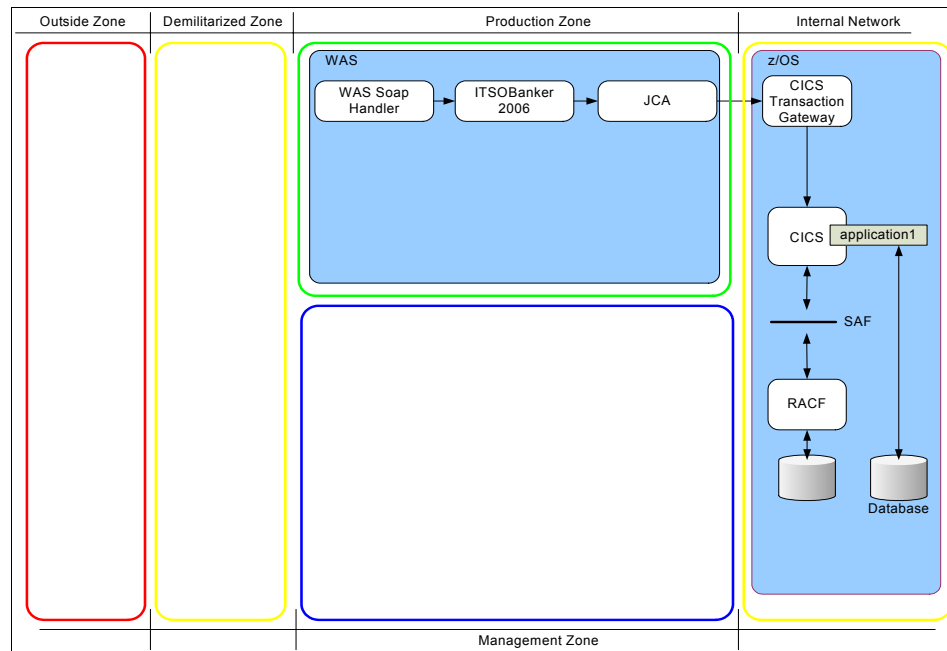 Outside Zone
Demilitarized Zone
Production Zone
Internal Network
WAS
z/OS
WAS Soap
Handler
ITSOBanker
2006
JCA
CICS
Transaction
Gateway
CICS
application1
SAF
RACF
Database
Management Zone